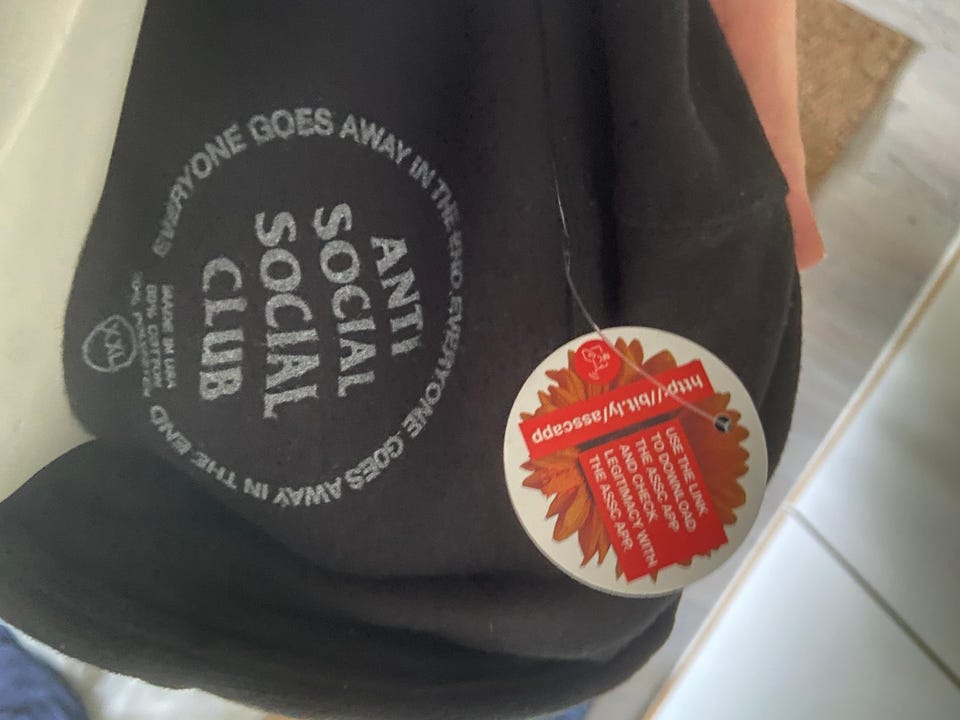 EVERYONE GOES AWAY IN THE END.EVERYONE GOES AWAY IN THE END
ANTI
SOCIAL
SOCIAL
CLUB
MADE IN USA
COTTON
XXL
http://bit.ly/asscapp
USE THE LINK
TO DOWNLOAD
THE ASSC APP
AND CHECK
LEGITIMACY WITH
THE ASSC APP.